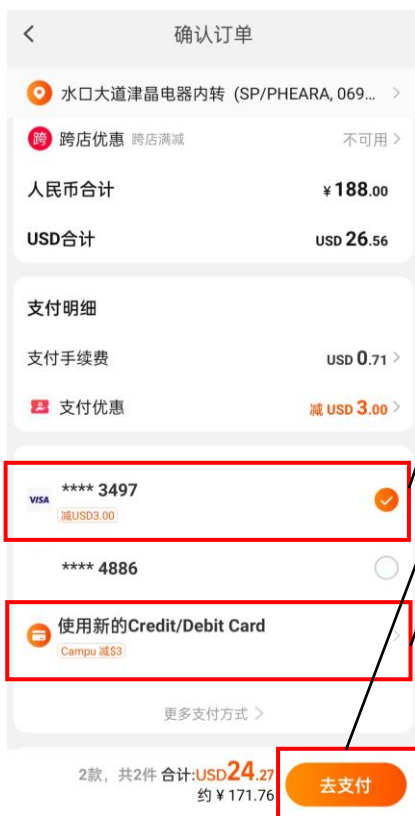 确认订单
水口大道津晶电器内转 (SP/PHEARA, 069...
跨 跨店优惠 跨店满减 不可用
人民币合计 ¥188.00
USD合计 USD 26.56
支付明细
支付手续费 USD 0.71
支付优惠 减 USD 3.00
VISA **** 3497
减USD3.00
**** 4886
使用新的Credit/Debit Card
Campu 减$3
更多支付方式
2款，共2件 合计:USD24.27
约 ¥171.76
去支付